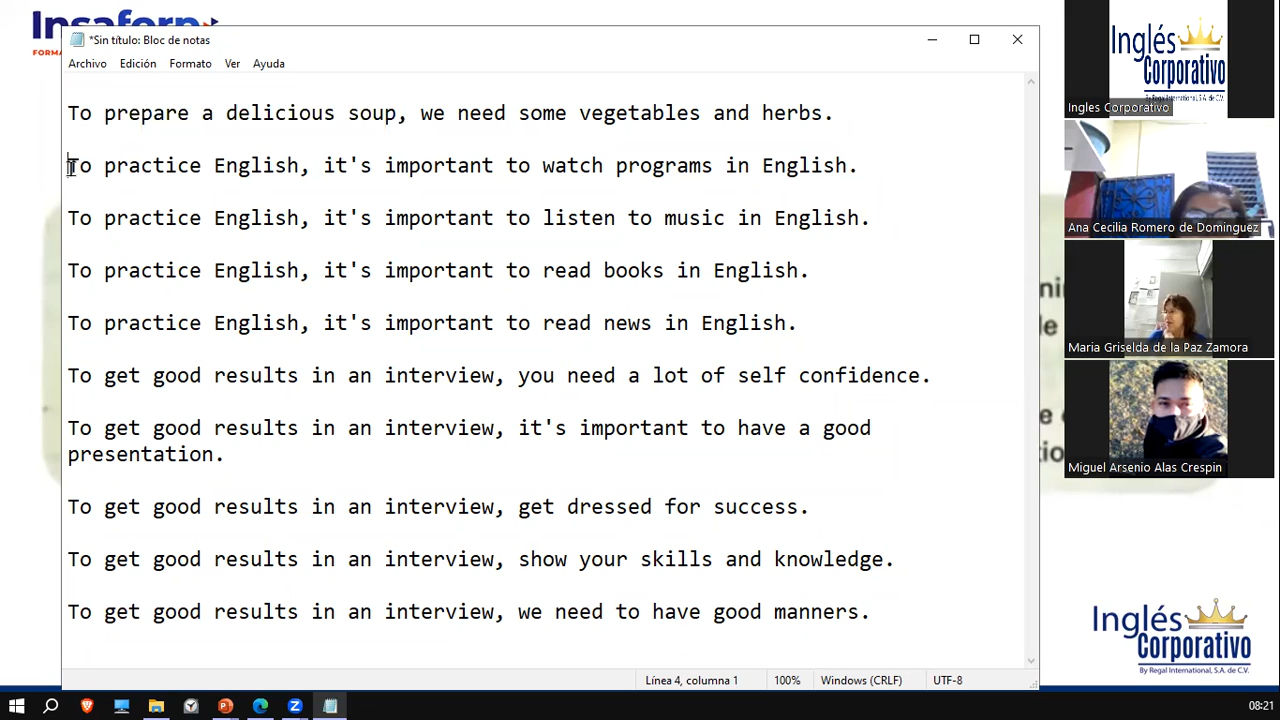 Insaforp
FORMA
*Sin título: Bloc de notas
Archivo Edición Formato Ver Ayuda
To prepare a delicious soup, we need some vegetables and herbs.
To practice English, it's important to watch programs in English.
To practice English, it's important to listen to music in English.
To practice English, it's important to read books in English.
To practice English, it's important to read news in English.
To get good results in an interview, you need a lot of self confidence.
To get good results in an interview, it's important to have a good
presentation.
To get good results in an interview, get dressed for success.
To get good results in an interview, show your skills and knowledge.
To get good results in an interview, we need to have good manners.
Línea 4, columna 1 100% Windows (CRLF) UTF-8
Inglés
Corporativo
By Regal International, S.A. de C.V.
Ingles Corporativo
Ana Cecilia Romero de Dominguez
Maria Griselda de la Paz Zamora
Miguel Arsenio Alas Crespin
Inglés
Corporativo
By Regal International, S.A. de C.V.
08:21